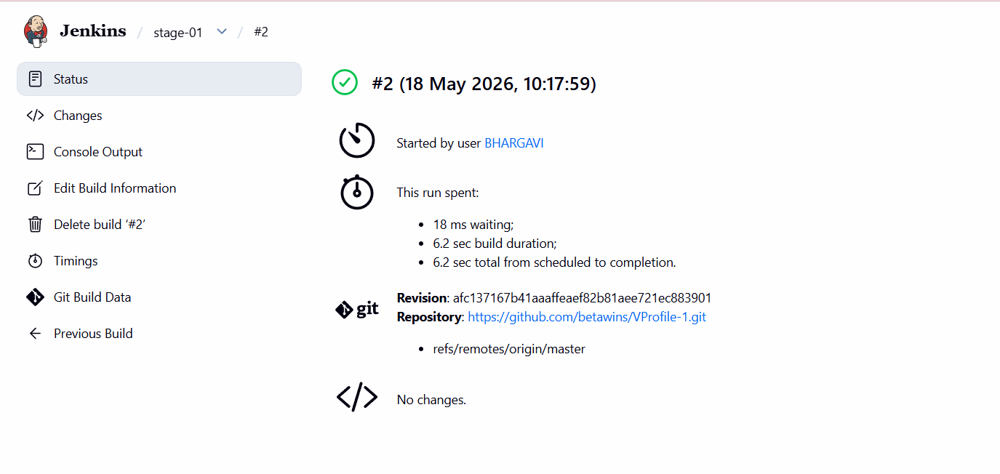 Jenkins / stage-01 / #2
Status
Changes
Console Output
Edit Build Information
Delete build ‘#2’
Timings
Git Build Data
Previous Build
#2 (18 May 2026, 10:17:59)
Started by user BHARGAVI
This run spent:
• 18 ms waiting;
• 6.2 sec build duration;
• 6.2 sec total from scheduled to completion.
git
Revision: afc137167b41aaaffeaef82b81aee721ec883901
Repository: https://github.com/betawins/VProfile-1.git
• refs/remotes/origin/master
No changes.